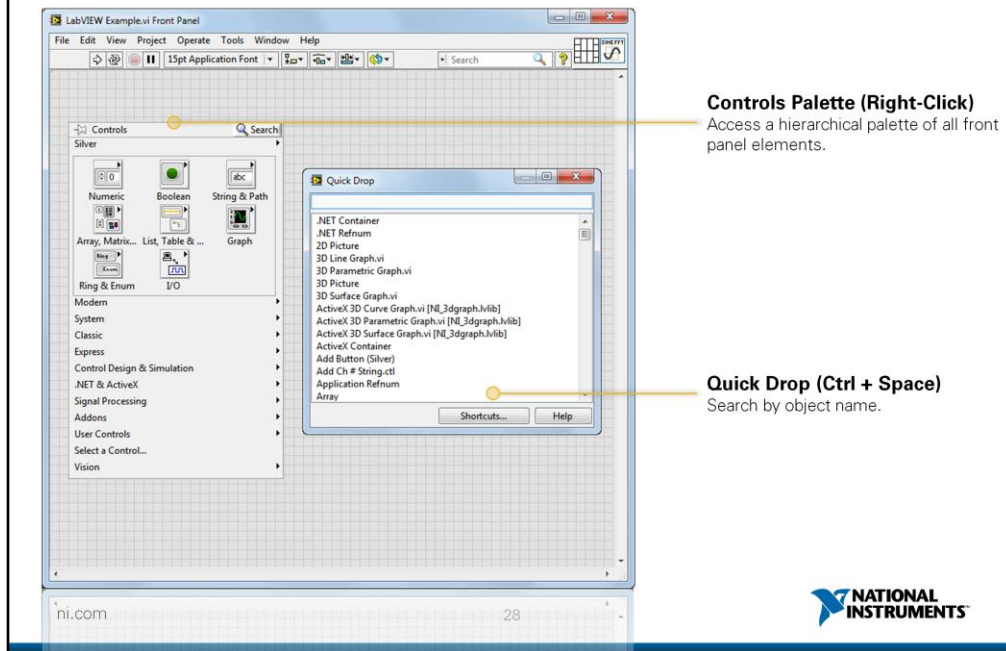 LabVIEW Example.vi Front Panel
File Edit View Project Operate Tools Window Help
15pt Application Font
Search
Controls
Search
Silver
Numeric
Boolean
String & Path
Array, Matrix...
List, Table & ...
Graph
Ring & Enum
I/O
Modern
System
Classic
Express
Control Design & Simulation
.NET & ActiveX
Signal Processing
Addons
User Controls
Select a Control...
Vision
Quick Drop
.NET Container
.NET Refnum
2D Picture
3D Line Graph.vi
3D Parametric Graph.vi
3D Picture
3D Surface Graph.vi
ActiveX 3D Curve Graph.vi [NI_3dgraph.lvlib]
ActiveX 3D Parametric Graph.vi [NI_3dgraph.lvlib]
ActiveX 3D Surface Graph.vi [NI_3dgraph.lvlib]
ActiveX Container
Add Button (Silver)
Add Ch # String.ctl
Application Refnum
Array
Shortcuts...
Help
Controls Palette (Right-Click)
Access a hierarchical palette of all front
panel elements.
Quick Drop (Ctrl + Space)
Search by object name.
ni.com
28
NATIONAL
INSTRUMENTS